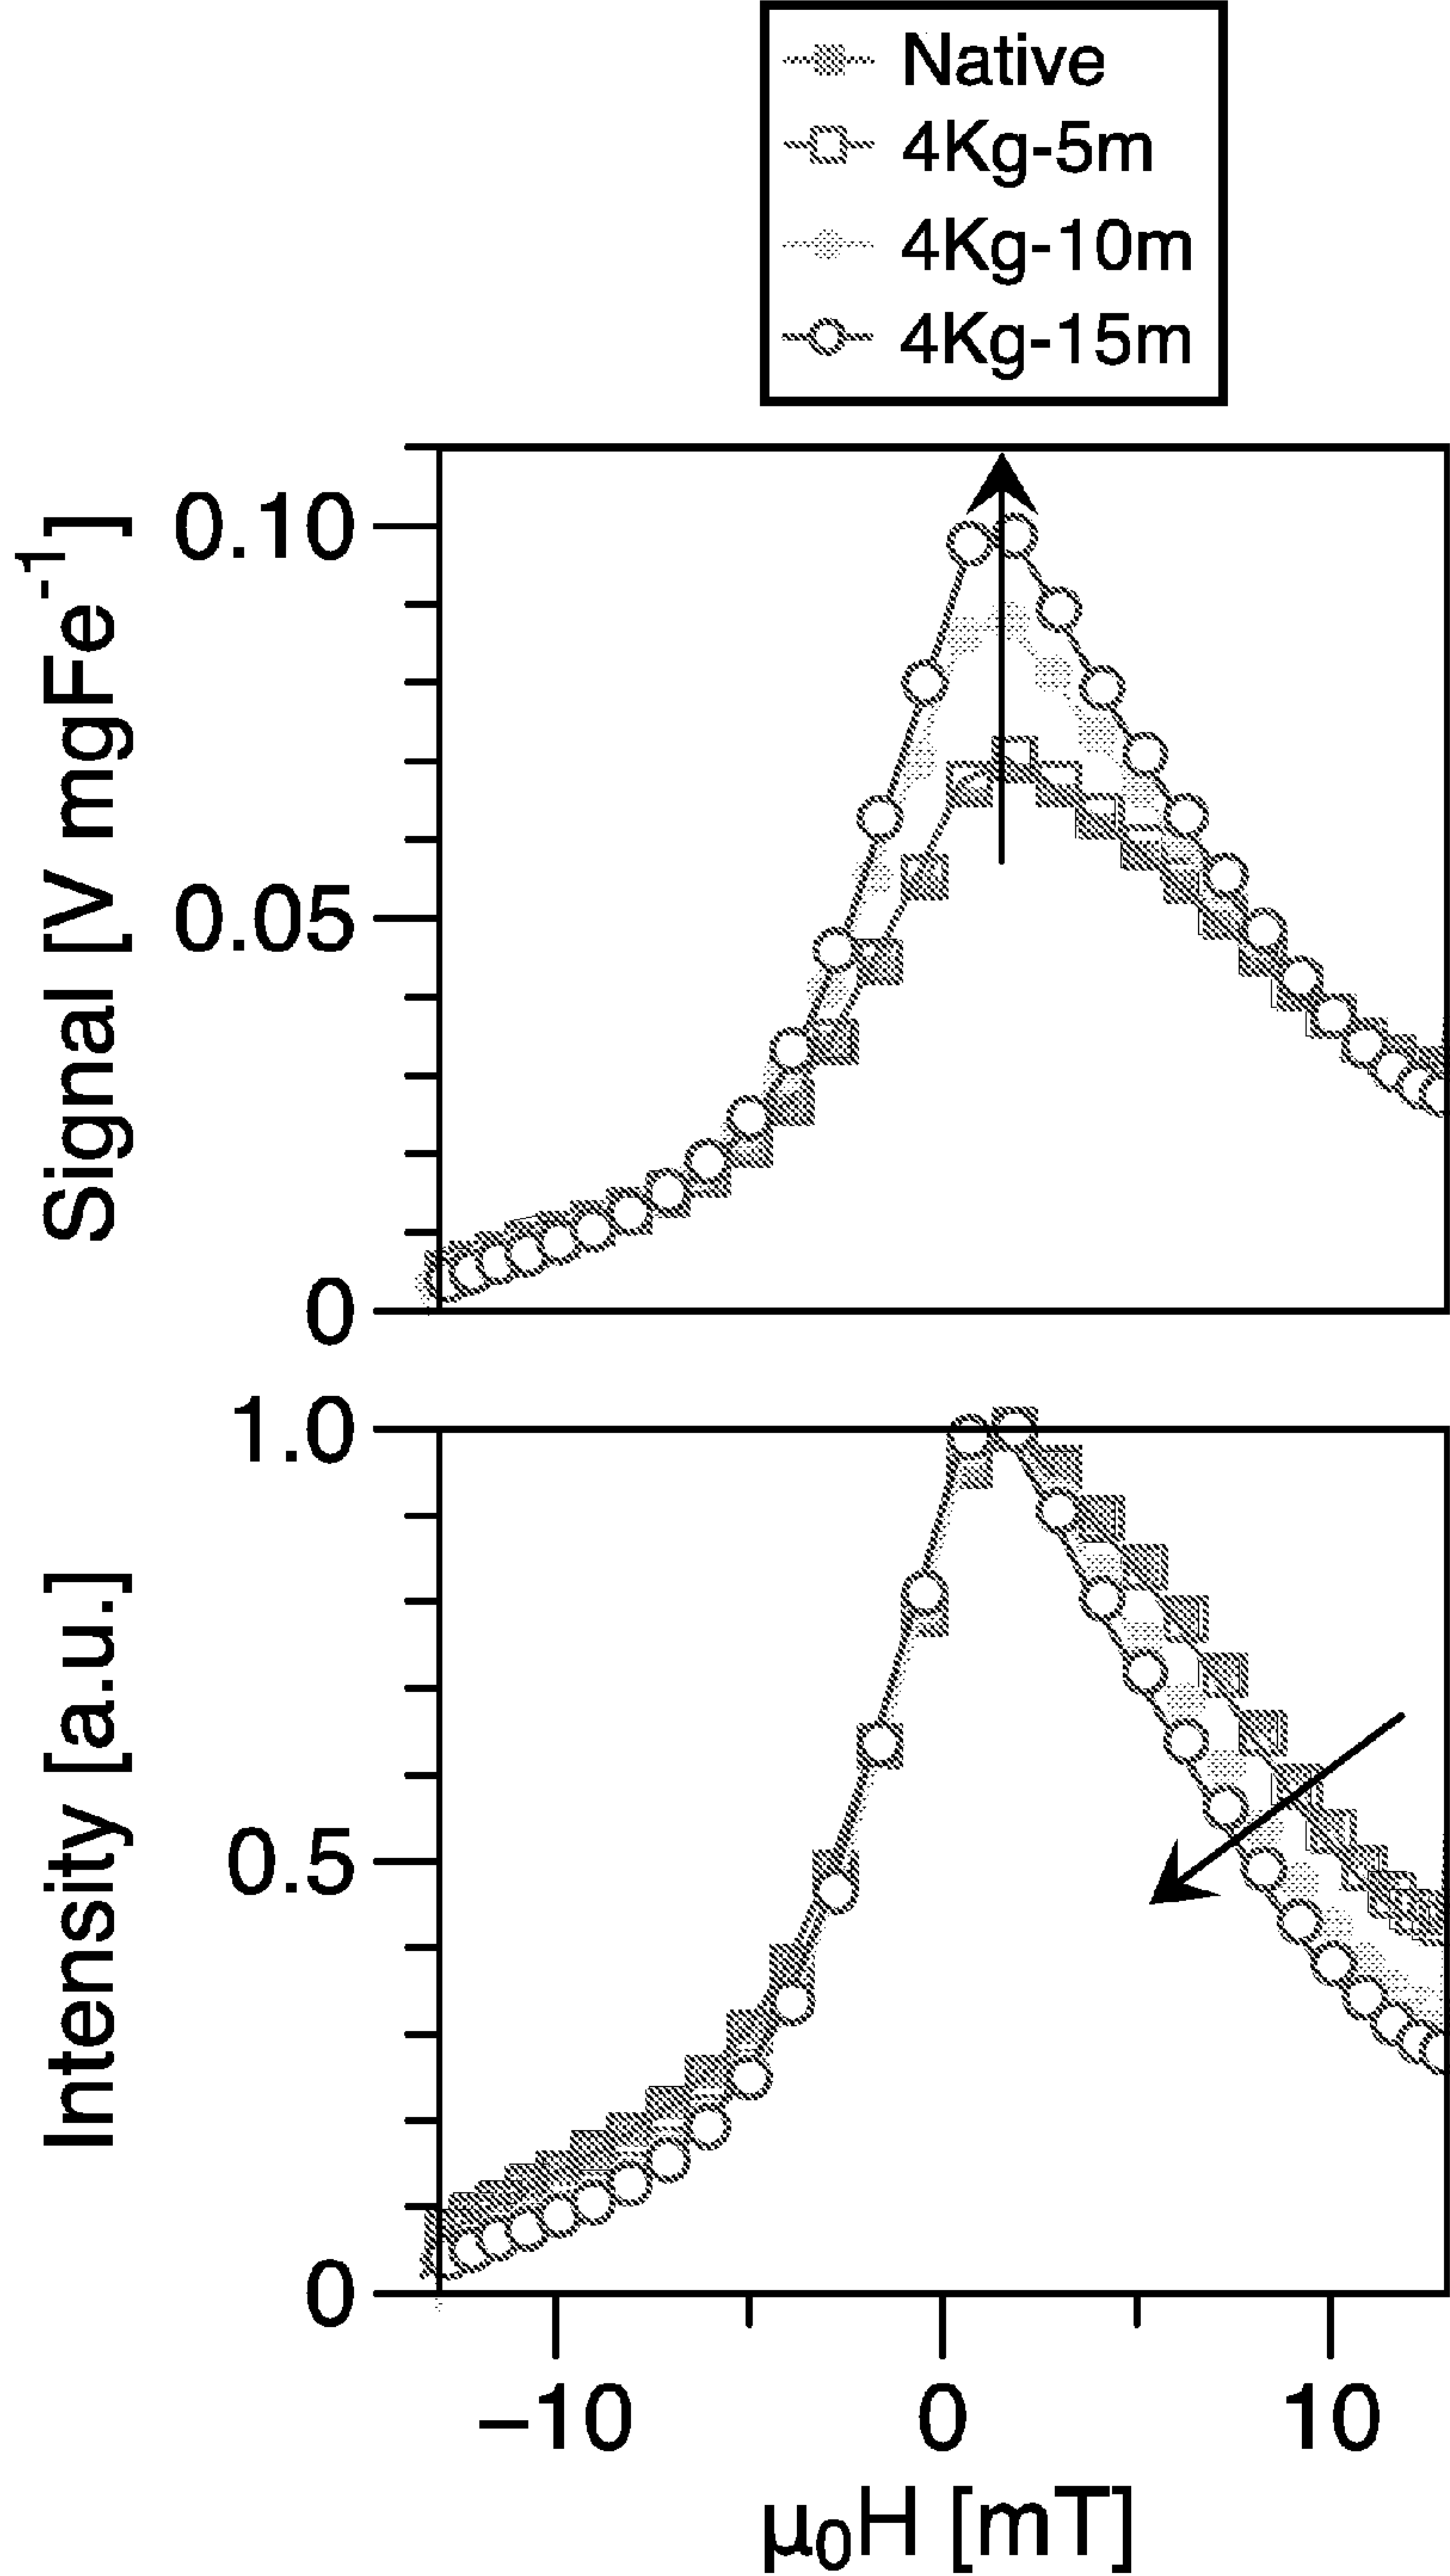 Native
4Kg-5m
4Kg-10m
4Kg-15m
Signal [V mgFe⁻¹]
0.10
0.05
0
Intensity [a.u.]
1.0
0.5
0
−10 0 10
μ₀H [mT]